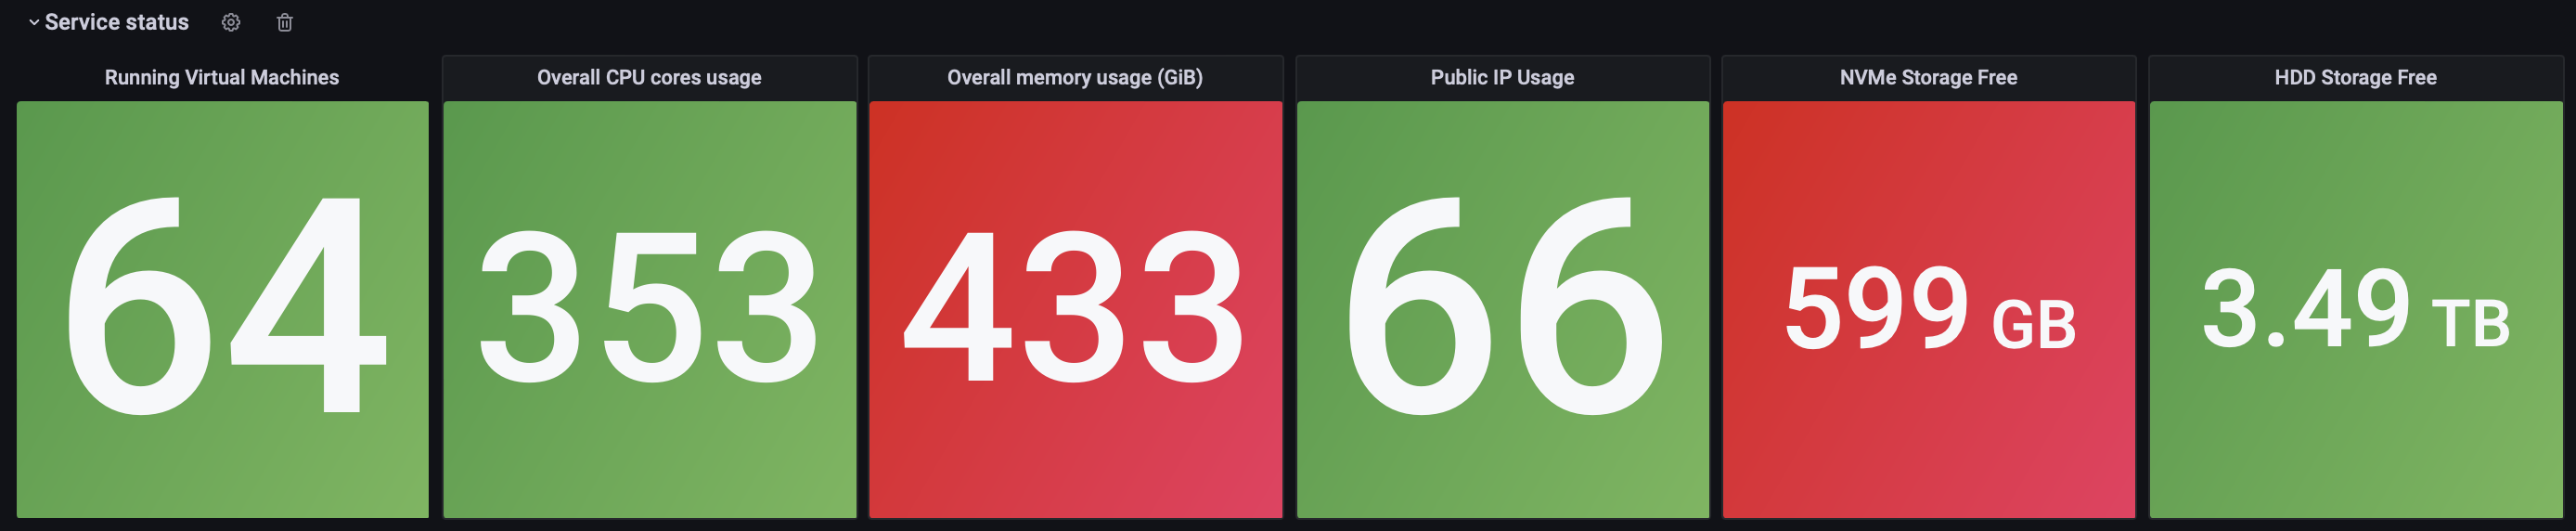 Service status
Running Virtual Machines
64
Overall CPU cores usage
353
Overall memory usage (GiB)
433
Public IP Usage
66
NVMe Storage Free
599 GB
HDD Storage Free
3.49 TB